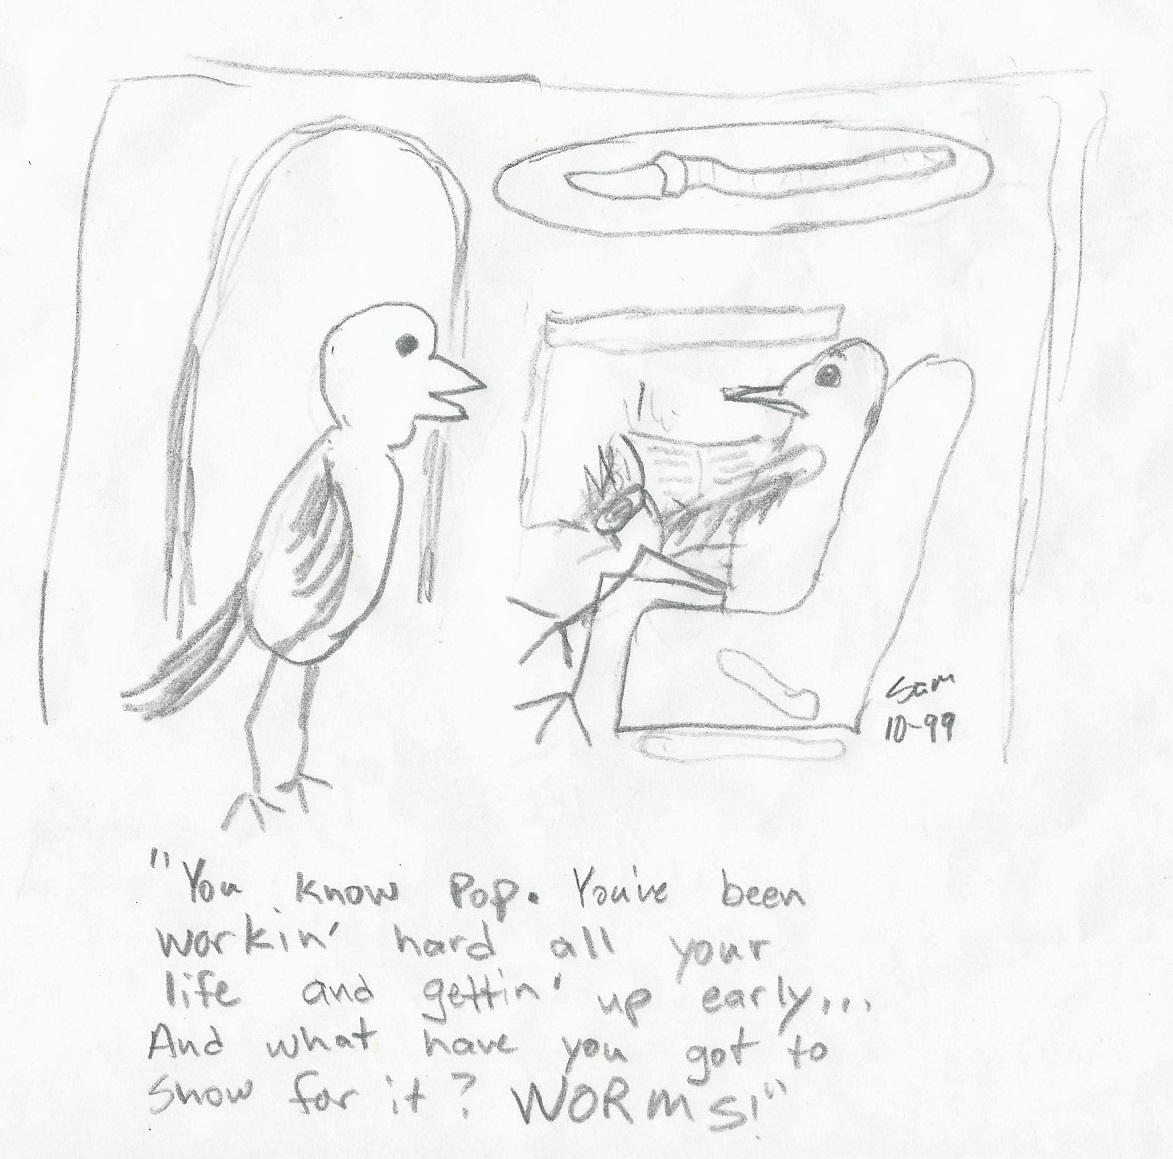 Sam
10-99
"You know Pop. You've been
workin' hard all your
life and gettin' up early...
And what have you got to
show for it? WORMS!"